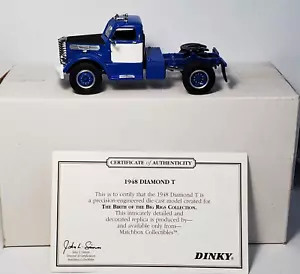 CERTIFICATE of AUTHENTICITY
1948 DIAMOND T
This is to certify that the 1948 Diamond T is
a precision-engineered die-cast model created for
THE BIRTH OF THE BIG RIGS COLLECTION.
This intricately detailed and
decorated replica is produced by—
and available only from—
Matchbox Collectibles™
DINKY